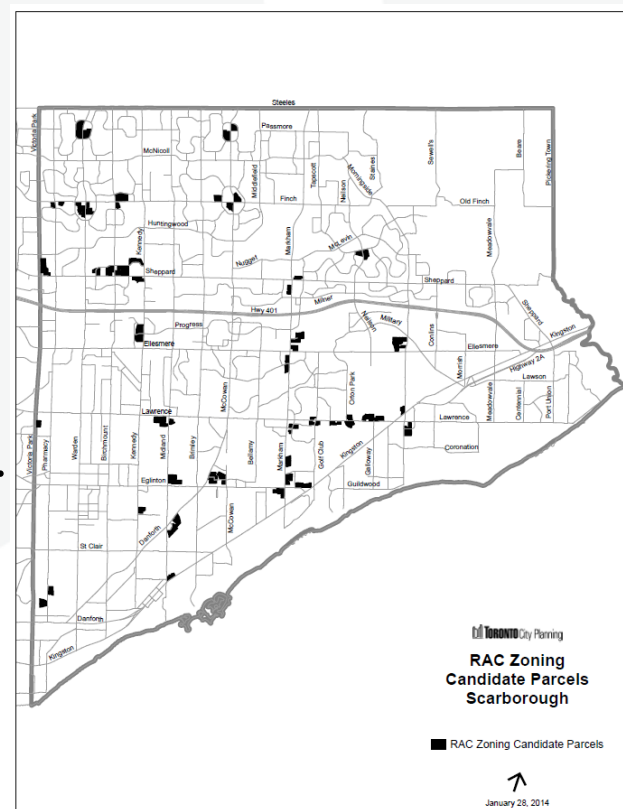 Steeles
Victoria Park
Passmore
McNicoll
Middlefield
Tapscott
Neilson
Morningside
Staines
Sewell's
Beare
Pickering Town
Finch
Old Finch
Huntingwood
Kennedy
Markham
McLevin
Meadowvale
Nugget
Sheppard
Sheppard
Milner
Hwy 401
Sheppard
Kingston
Progress
Neilson
Military
Conlins
Ellesmere
Ellesmere
Highway 2A
Morrish
Lawson
McCowan
Orton Park
Meadowvale
Centennial
Port Union
Lawrence
Lawrence
Victoria Park
Pharmacy
Warden
Birchmount
Kennedy
Midland
Brimley
Bellamy
Markham
Golf Club
Kingston
Galloway
Coronation
Eglinton
Guildwood
McCowan
Danforth
St Clair
Danforth
Kingston
TORONTO City Planning
RAC Zoning
Candidate Parcels
Scarborough
RAC Zoning Candidate Parcels
January 28, 2014